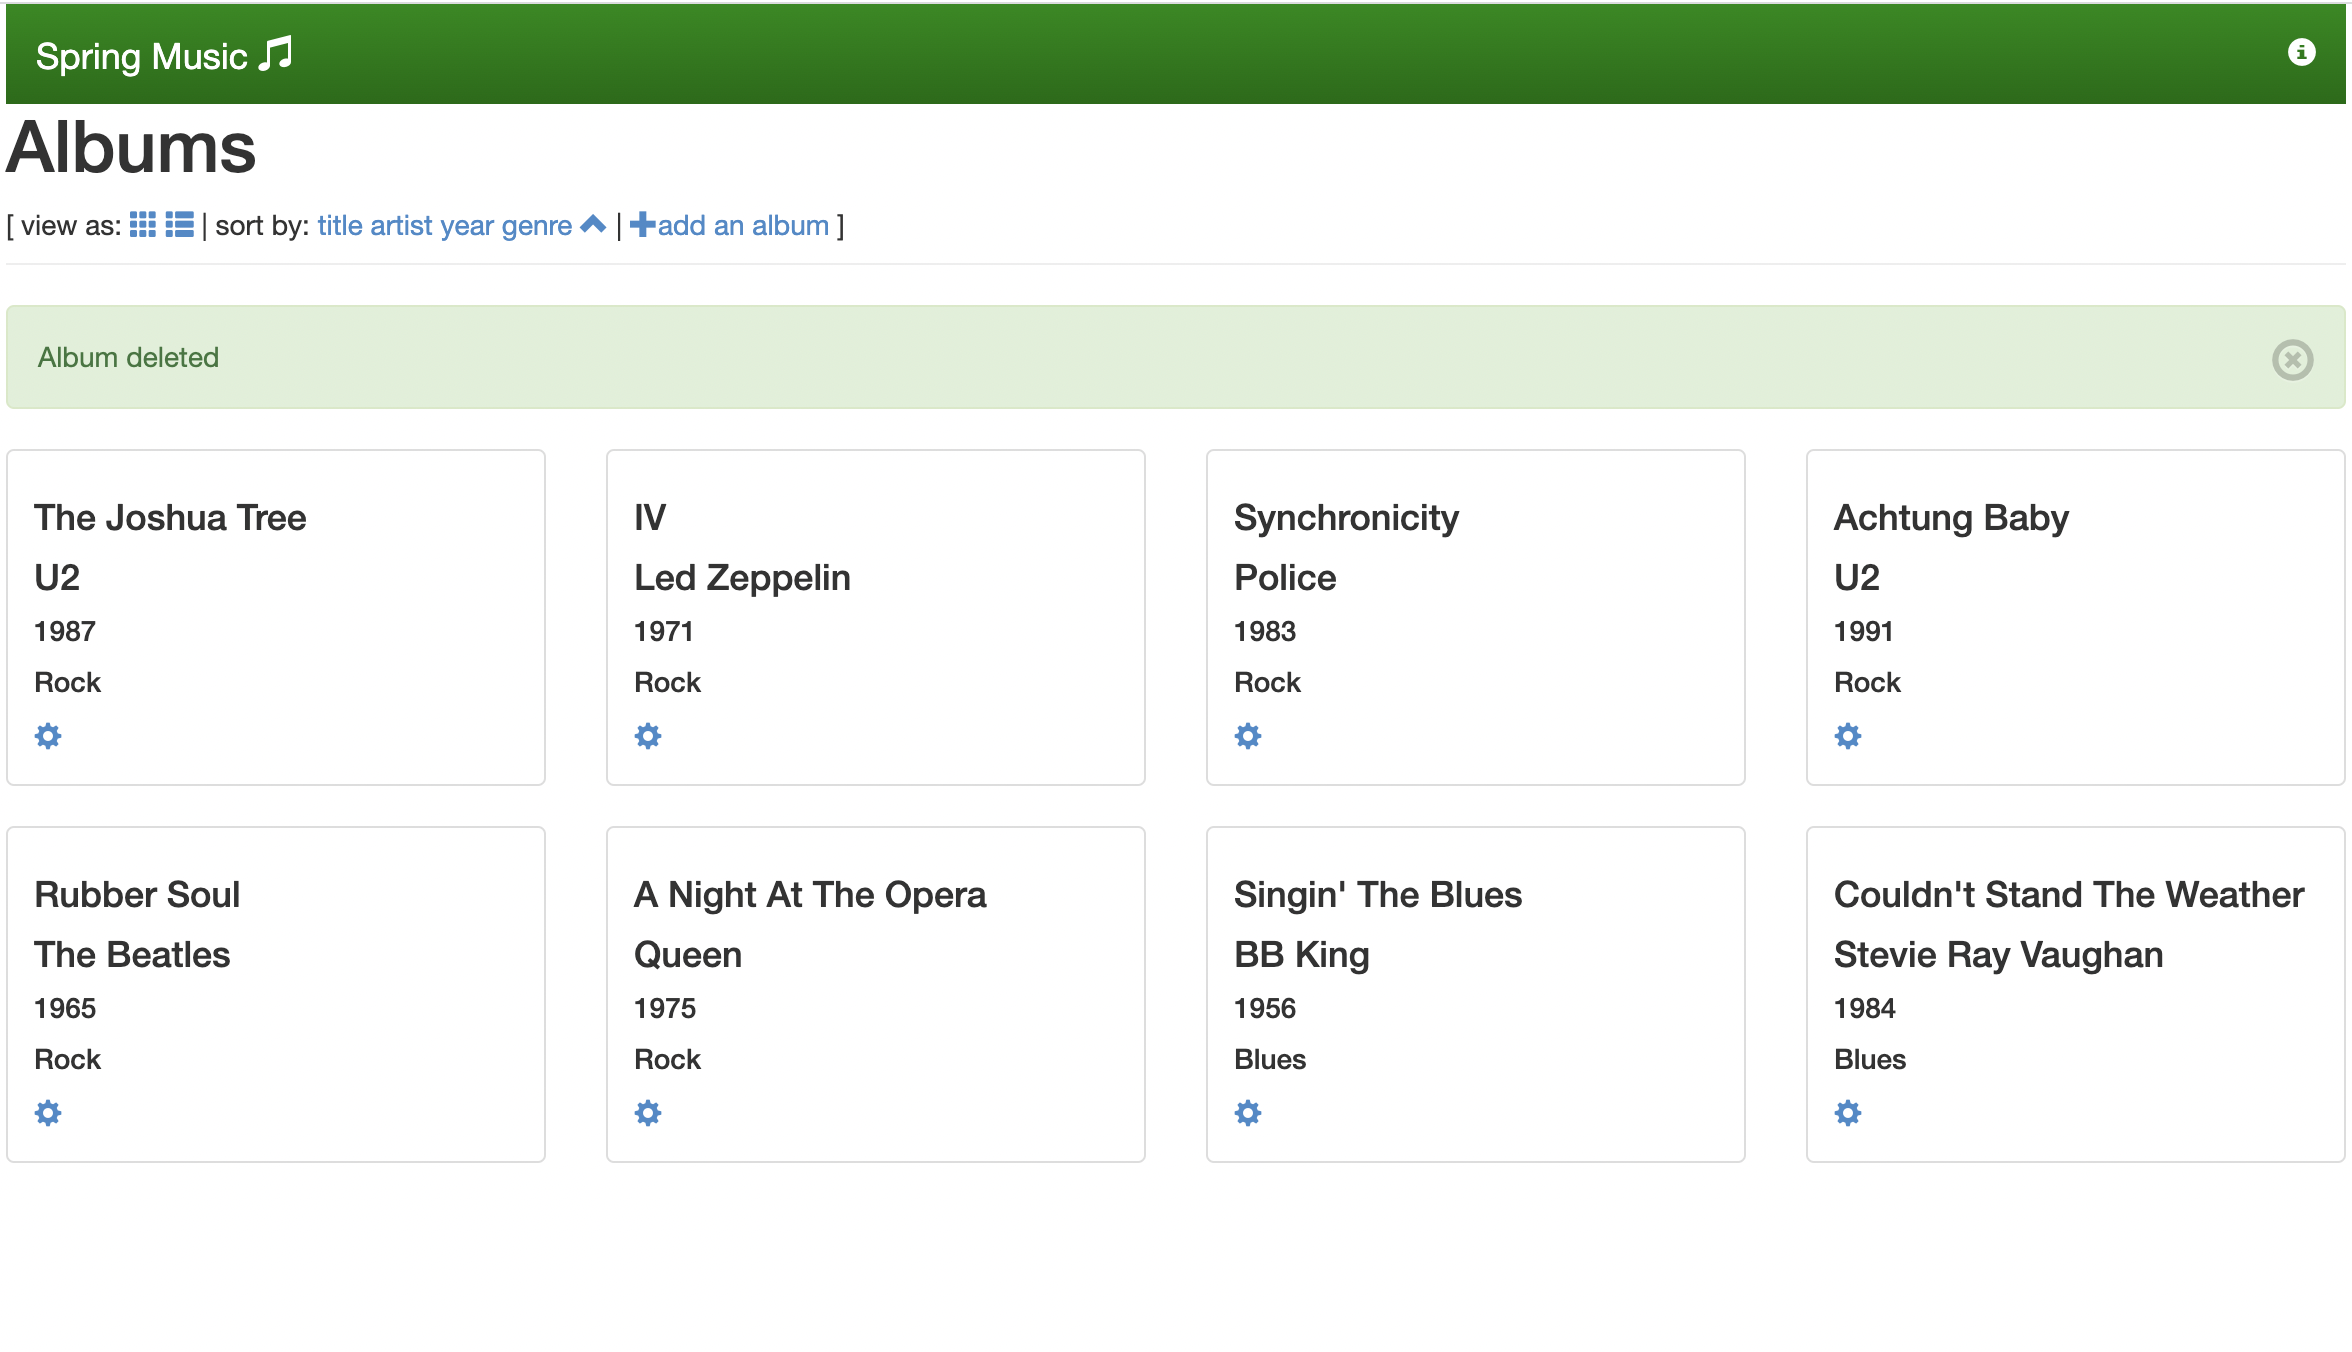 Spring Music
Albums
[ view as: | sort by: title artist year genre | add an album ]
Album deleted
The Joshua Tree
U2
1987
Rock
IV
Led Zeppelin
1971
Rock
Synchronicity
Police
1983
Rock
Achtung Baby
U2
1991
Rock
Rubber Soul
The Beatles
1965
Rock
A Night At The Opera
Queen
1975
Rock
Singin' The Blues
BB King
1956
Blues
Couldn't Stand The Weather
Stevie Ray Vaughan
1984
Blues